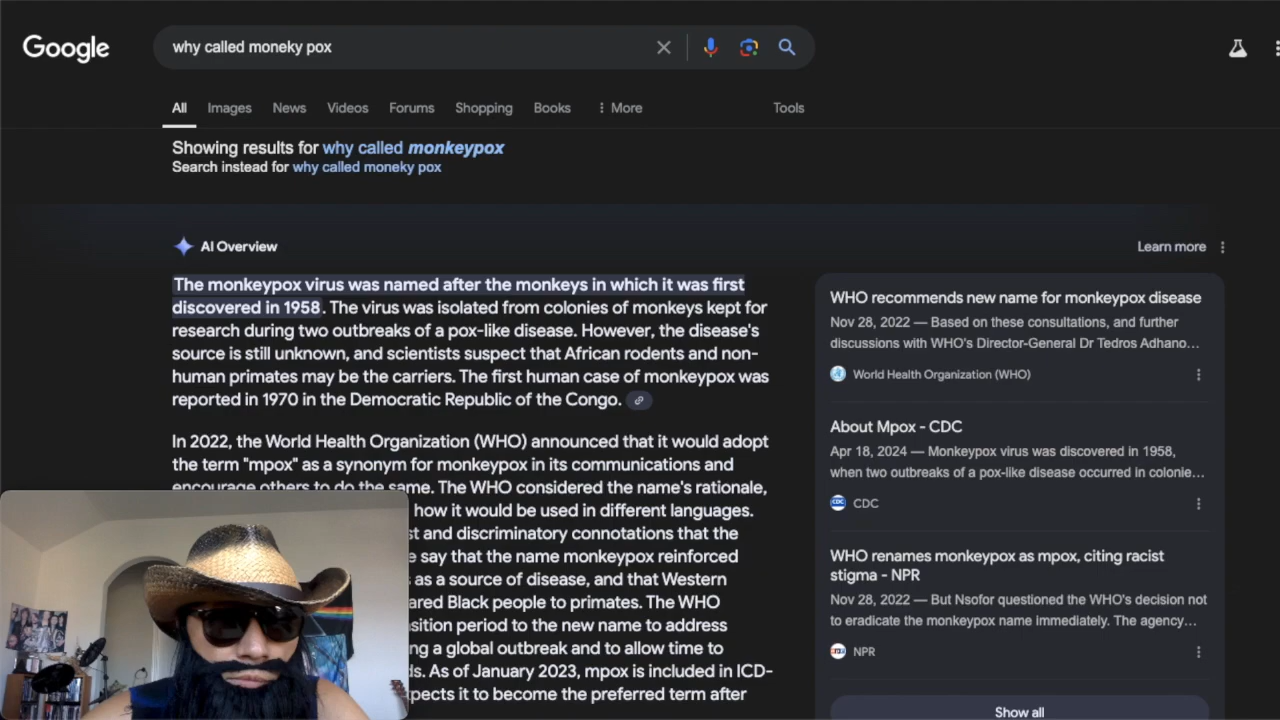 Google
why called moneky pox
All Images News Videos Forums Shopping Books More Tools
Showing results for why called monkeypox
Search instead for why called moneky pox
AI Overview
Learn more
The monkeypox virus was named after the monkeys in which it was first
discovered in 1958. The virus was isolated from colonies of monkeys kept for
research during two outbreaks of a pox-like disease. However, the disease's
source is still unknown, and scientists suspect that African rodents and non-
human primates may be the carriers. The first human case of monkeypox was
reported in 1970 in the Democratic Republic of the Congo.
In 2022, the World Health Organization (WHO) announced that it would adopt
the term "mpox" as a synonym for monkeypox in its communications and
encourage others to do the same. The WHO considered the name's rationale,
how it would be used in different languages.
st and discriminatory connotations that the
say that the name monkeypox reinforced
as a source of disease, and that Western
ared Black people to primates. The WHO
sition period to the new name to address
ng a global outbreak and to allow time to
ds. As of January 2023, mpox is included in ICD-
pects it to become the preferred term after
WHO recommends new name for monkeypox disease
Nov 28, 2022 — Based on these consultations, and further
discussions with WHO's Director-General Dr Tedros Adhano...
World Health Organization (WHO)
About Mpox - CDC
Apr 18, 2024 — Monkeypox virus was discovered in 1958,
when two outbreaks of a pox-like disease occurred in colonie...
CDC
CDC
WHO renames monkeypox as mpox, citing racist
stigma - NPR
Nov 28, 2022 — But Nsofor questioned the WHO's decision not
to eradicate the monkeypox name immediately. The agency...
NPR
Show all